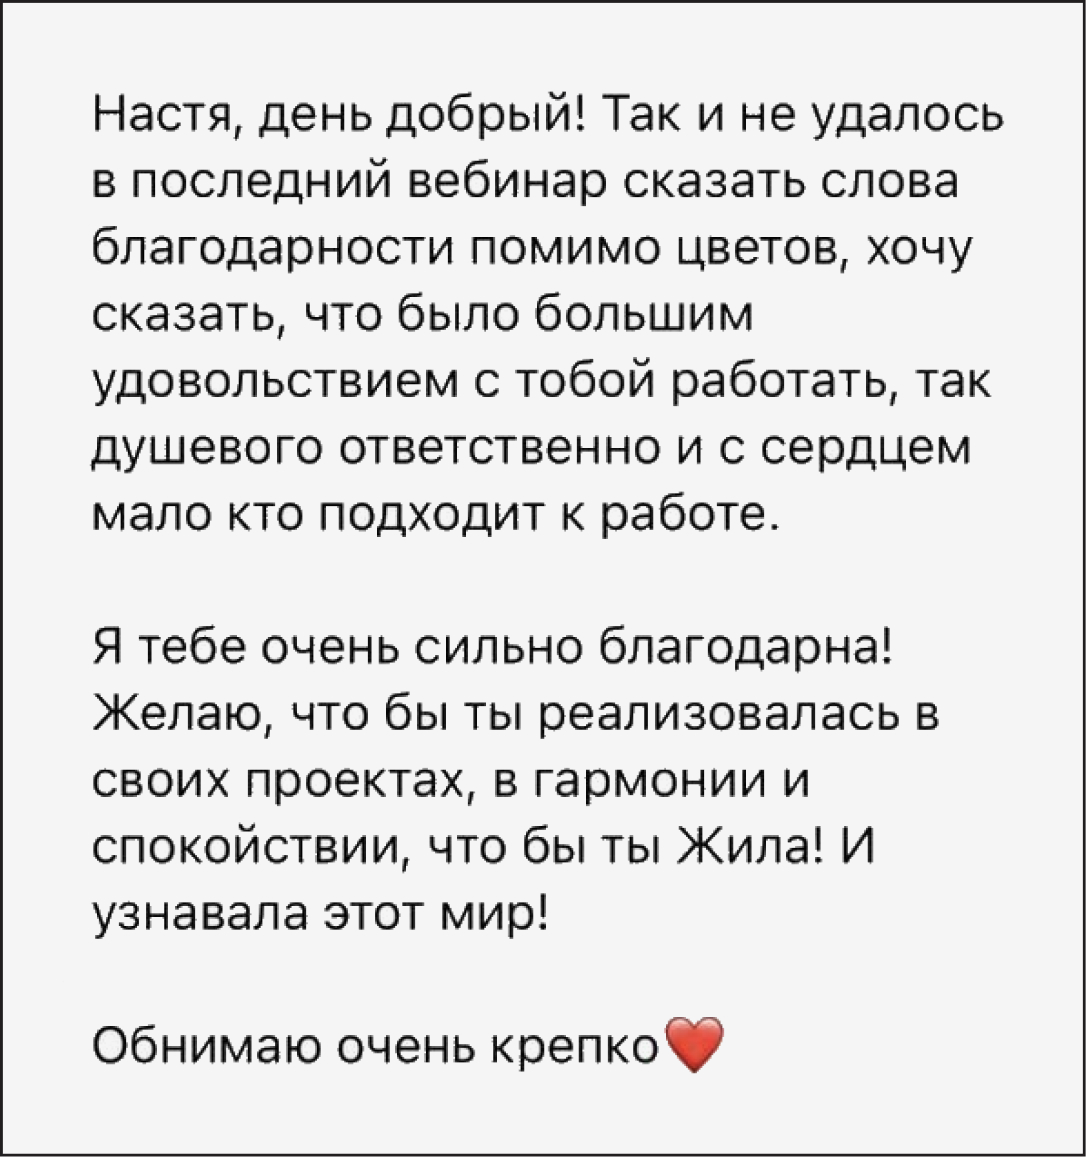 Настя, день добрый! Так и не удалось
в последний вебинар сказать слова
благодарности помимо цветов, хочу
сказать, что было большим
удовольствием с тобой работать, так
душевого ответственно и с сердцем
мало кто подходит к работе.
Я тебе очень сильно благодарна!
Желаю, что бы ты реализовалась в
своих проектах, в гармонии и
спокойствии, что бы ты Жила! И
узнавала этот мир!
Обнимаю очень крепко❤️